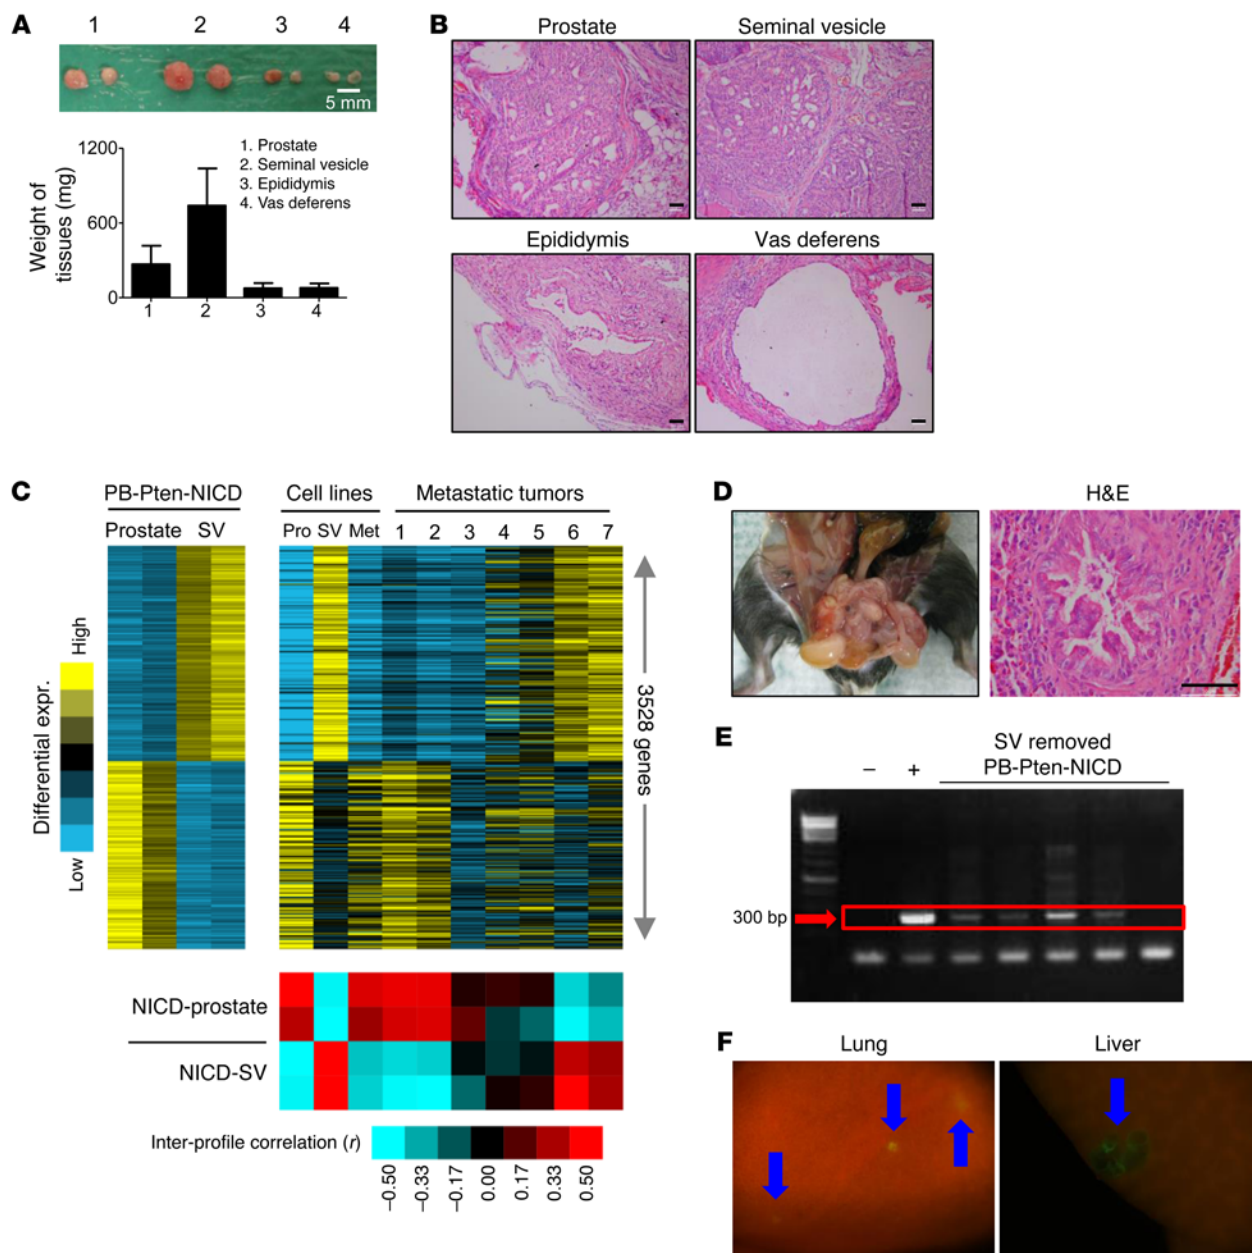 A
1 2 3 4
5 mm
1200
600
0
Weight of
tissues (mg)
1. Prostate
2. Seminal vesicle
3. Epididymis
4. Vas deferens
1 2 3 4
B
Prostate Seminal vesicle
Epididymis Vas deferens
C
PB-Pten-NICD Cell lines Metastatic tumors
Prostate SV Pro SV Met 1 2 3 4 5 6 7
High
Differential expr.
Low
3528 genes
NICD-prostate
NICD-SV
Inter-profile correlation (r)
−0.50 −0.33 −0.17 0.00 0.17 0.33 0.50
D
H&E
E
SV removed
– + PB-Pten-NICD
300 bp
F
Lung Liver